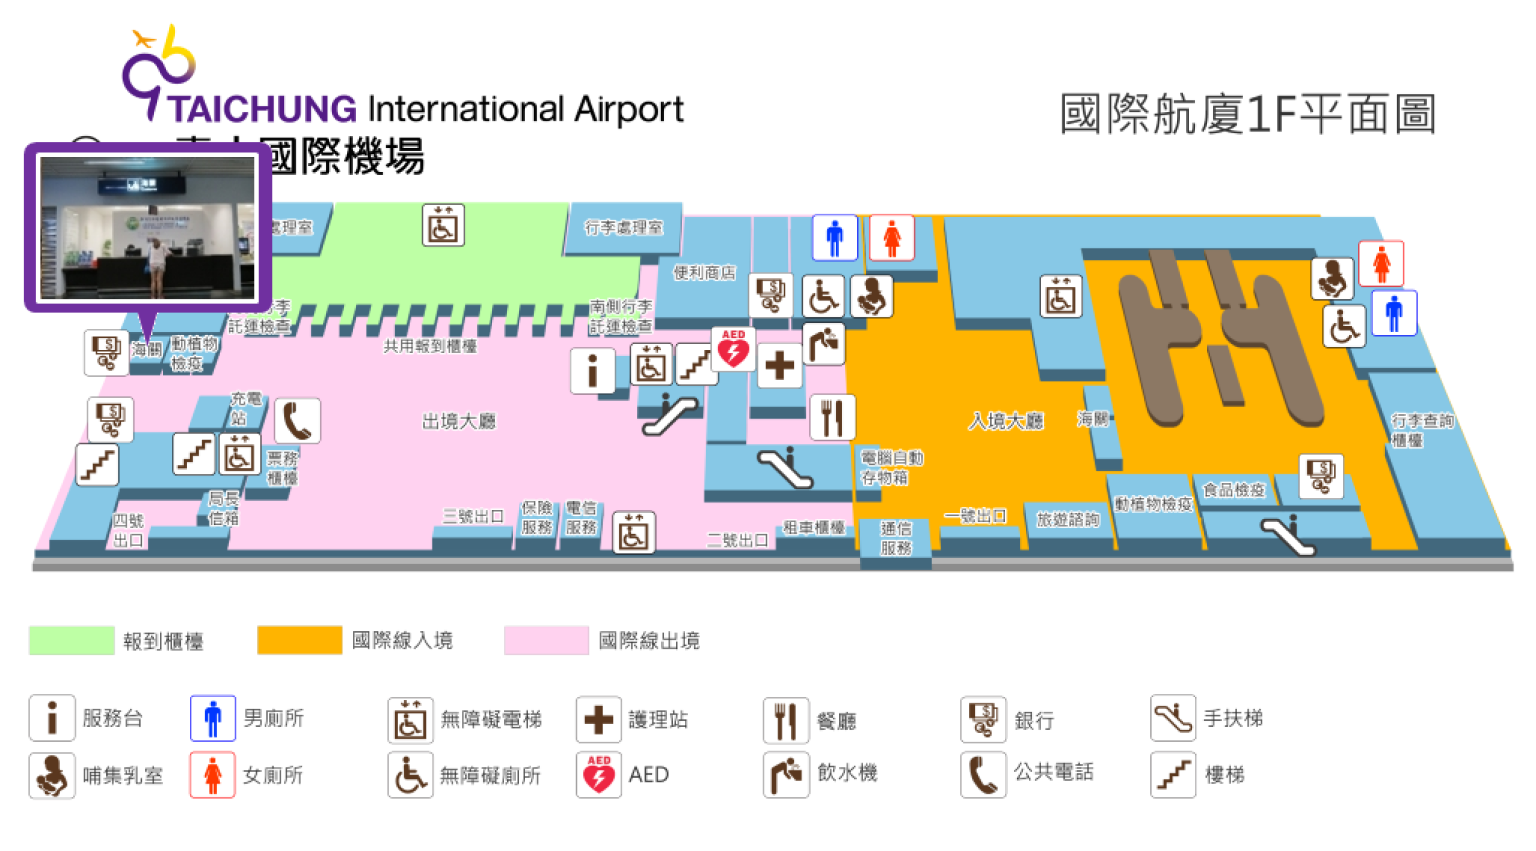 TAICHUNG International Airport
國際機場
國際航廈1F平面圖
海關
處理室
行李處理室
便利商店
行李
託運檢查
南側行李
託運檢查
共用報到櫃檯
AED
海關
動植物
檢疫
充電
站
出境大廳
入境大廳
海關
行李查詢
櫃檯
票務
櫃檯
電腦自動
存物箱
局長
信箱
四號
出口
三號出口
保險
服務
電信
服務
二號出口
租車櫃檯
通信
服務
一號出口
旅遊諮詢
動植物檢疫
食品檢疫
報到櫃檯
國際線入境
國際線出境
服務台
男廁所
無障礙電梯
護理站
餐廳
銀行
手扶梯
哺集乳室
女廁所
無障礙廁所
AED
AED
飲水機
公共電話
樓梯